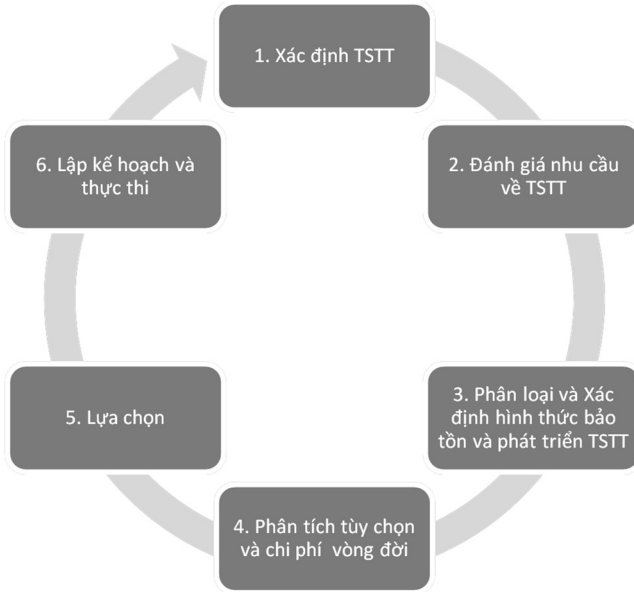 1. Xác định TSTT
2. Đánh giá nhu cầu
về TSTT
3. Phân loại và Xác
định hình thức bảo
tồn và phát triển TSTT
4. Phân tích tùy chọn
và chi phí vòng đời
5. Lựa chọn
6. Lập kế hoạch và
thực thi